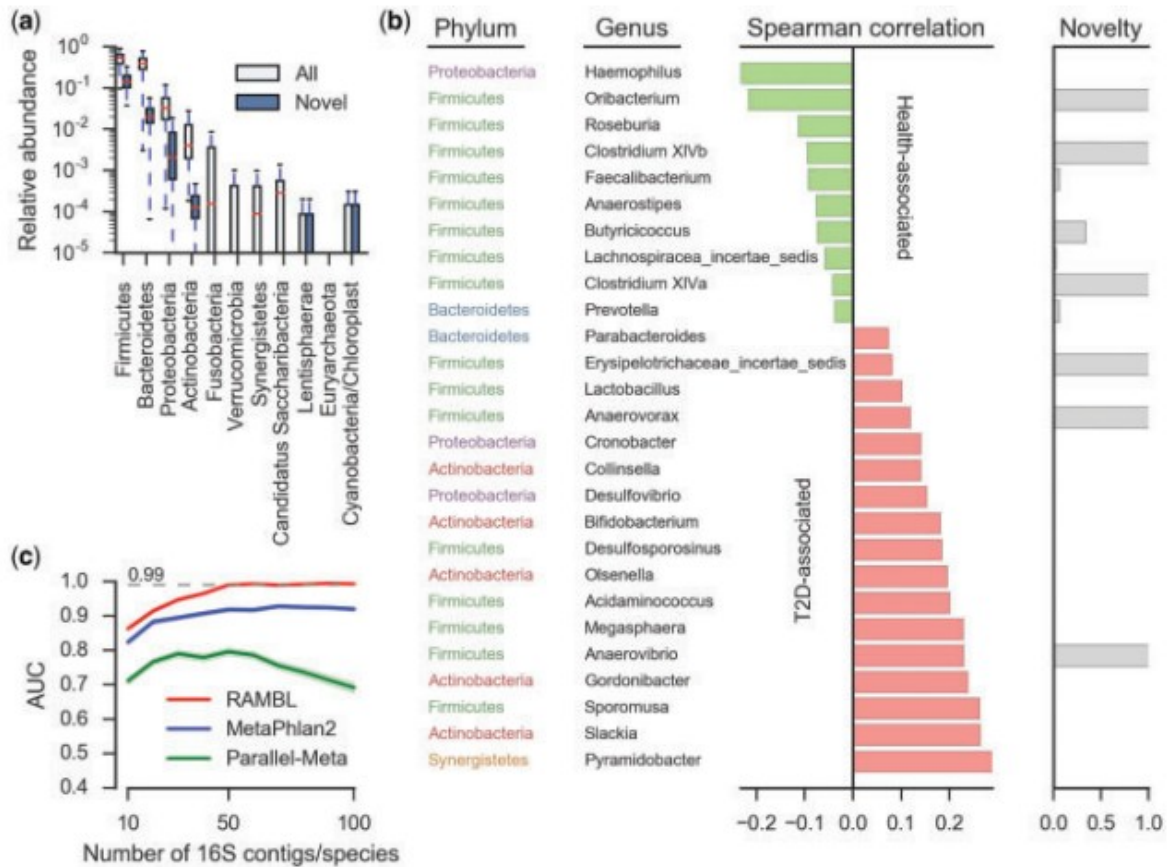 (a)
Relative abundance
10^0
10^-1
10^-2
10^-3
10^-4
10^-5
All
Novel
Firmicutes
Bacteroidetes
Proteobacteria
Actinobacteria
Fusobacteria
Verrucomicrobia
Synergistetes
Candidatus Saccharibacteria
Lentisphaerae
Euryarchaeota
Cyanobacteria/Chloroplast
(b)
Phylum Genus Spearman correlation Novelty
Proteobacteria Haemophilus
Firmicutes Oribacterium
Firmicutes Roseburia
Firmicutes Clostridium XIVb
Firmicutes Faecalibacterium
Firmicutes Anaerostipes
Firmicutes Butyricicoccus
Firmicutes Lachnospiracea_incertae_sedis
Firmicutes Clostridium XIVa
Bacteroidetes Prevotella
Bacteroidetes Parabacteroides
Firmicutes Erysipelotrichaceae_incertae_sedis
Firmicutes Lactobacillus
Firmicutes Anaerovorax
Proteobacteria Cronobacter
Actinobacteria Collinsella
Proteobacteria Desulfovibrio
Actinobacteria Bifidobacterium
Firmicutes Desulfosporosinus
Actinobacteria Olsenella
Firmicutes Acidaminococcus
Firmicutes Megasphaera
Firmicutes Anaerovibrio
Actinobacteria Gordonibacter
Firmicutes Sporomusa
Actinobacteria Slackia
Synergistetes Pyramidobacter
Health-associated
T2D-associated
−0.2 −0.1 0.0 0.1 0.2
0.0 0.5 1.0
(c)
AUC
1.0
0.9
0.8
0.7
0.6
0.5
0.4
0.99
RAMBL
MetaPhlan2
Parallel-Meta
10 50 100
Number of 16S contigs/species